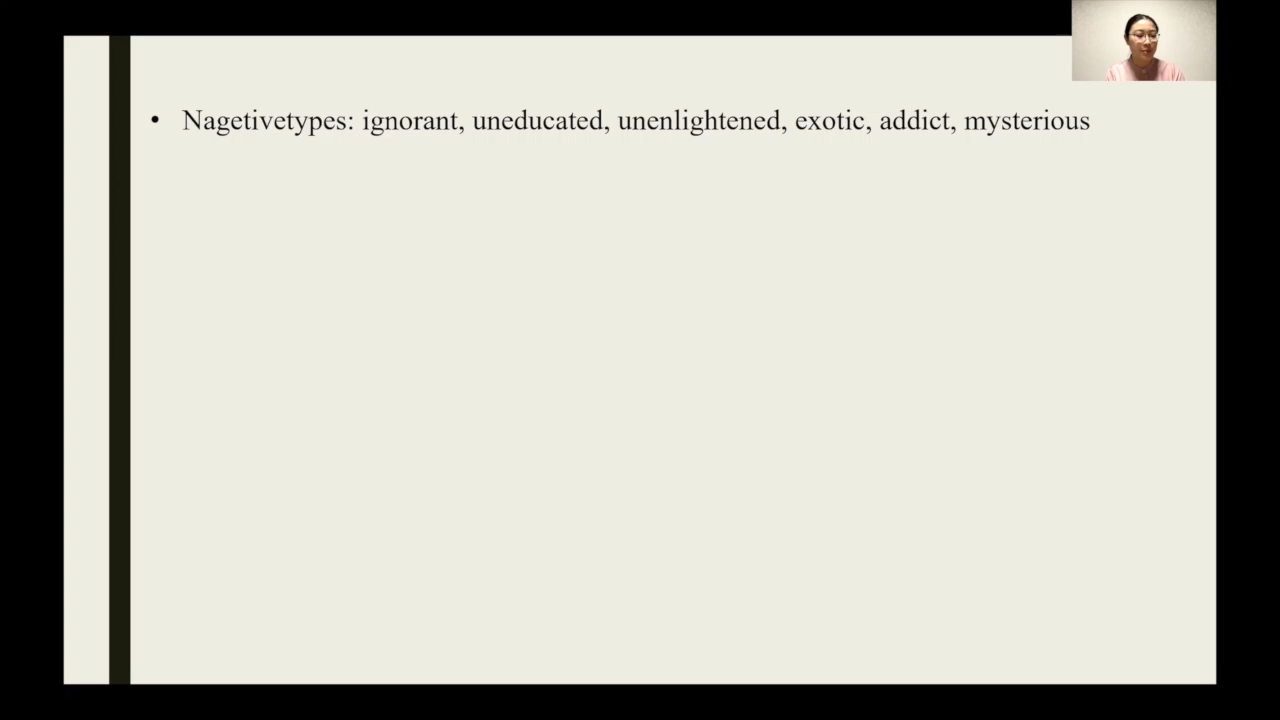 • Nagetivetypes: ignorant, uneducated, unenlightened, exotic, addict, mysterious